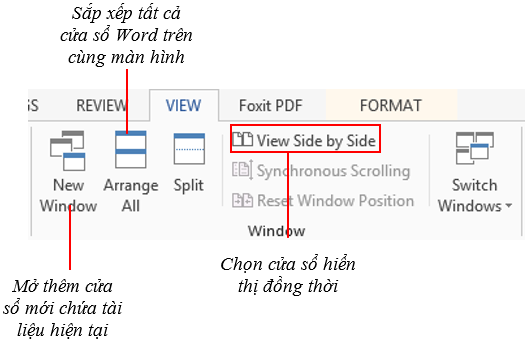 Sắp xếp tất cả
cửa sổ Word trên
cùng màn hình
GS REVIEW VIEW Foxit PDF FORMAT
New
Window
Arrange
All
Split
View Side by Side
Synchronous Scrolling
Reset Window Position
Switch
Windows
Window
Mở thêm cửa
sổ mới chứa tài
liệu hiện tại
Chọn cửa sổ hiển
thị đồng thời